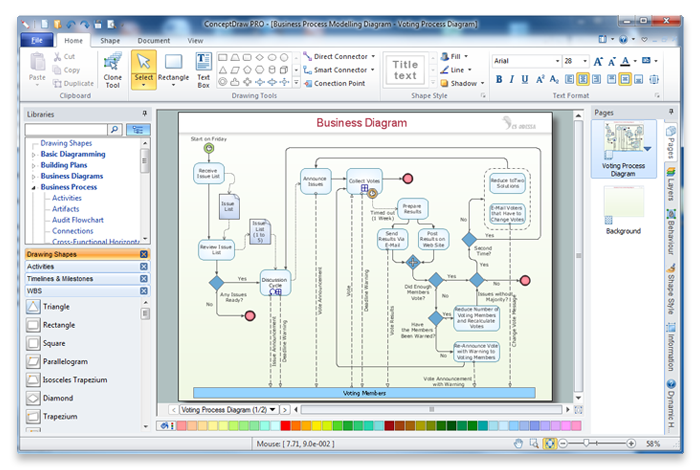 ConceptDraw PRO - [Business Process Modelling Diagram - Voting Process Diagram]
File Home Shape Document View
Paste
Cut
Copy
Duplicate
Clipboard
Clone Tool
Select
Rectangle
Text Box
Drawing Tools
Direct Connector
Smart Connector
Conection Point
Title text
Fill
Line
Shadow
Shape Style
Arial 28
B I U
Text Format
Libraries
Drawing Shapes
Basic Diagramming
Building Plans
Business Diagrams
Business Process
Activities
Artifacts
Audit Flowchart
Connections
Drawing Shapes
Activities
Timelines & Milestones
WBS
Triangle
Rectangle
Square
Parallelogram
Isosceles Trapezium
Diamond
Trapezium
Business Diagram
CS ODESSA
Start on Friday
Receive Issue List
Issue List
Review Issue List
Issue List (1 to 5)
Any Issues Ready?
Yes
No
Discussion Cycle
Announce Issues
Collect Votes
Timed out (1 Week)
Prepare Results
Send Results Via E-Mail
Post Results on Web Site
Reduce to Two Solutions
E-Mail Voters that Have to Change Votes
No
Yes
Second Time?
Did Enough Members Vote?
Yes
Yes
No
No
Issues without Majority?
Have the Members Been Warned?
Yes
No
Reduce Number of Voting Members and Recalculate Votes
Re-Announce Vote with Warning to Voting Members
Issue Announcement
Deadline Warning
Vote Announcement
Vote
Deadline Warning
Vote Results
Vote Announcement with Warning
Change Vote Message
Voting Members
Voting Process Diagram (1/2)
Pages
Voting Process Diagram
Background
Pages
Layers
Behaviour
Shape Style
Information
Dynamic H..
Mouse: [ 7.71, 9.0e-002 ]
58%